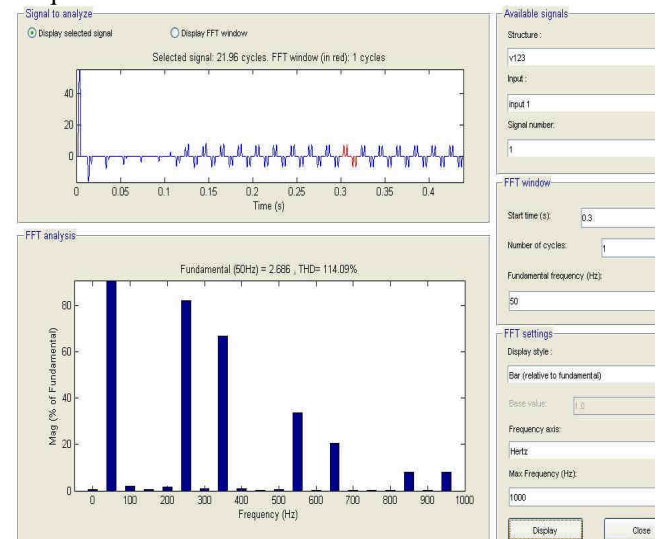 Signal to analyze
Display selected signal
Display FFT window
Selected signal: 21.96 cycles. FFT window (in red): 1 cycles
40
20
0
0 0.05 0.1 0.15 0.2 0.25 0.3 0.35 0.4
Time (s)
FFT analysis
Fundamental (50Hz) = 2.686 , THD= 114.09%
Mag (% of Fundamental)
80
60
40
20
0
0 100 200 300 400 500 600 700 800 900 1000
Frequency (Hz)
Available signals
Structure :
v123
Input :
input 1
Signal number:
1
FFT window
Start time (s):
0.3
Number of cycles:
1
Fundamental frequency (Hz):
50
FFT settings
Display style :
Bar (relative to fundamental)
Base value:
1.0
Frequency axis:
Hertz
Max Frequency (Hz):
1000
Display
Close